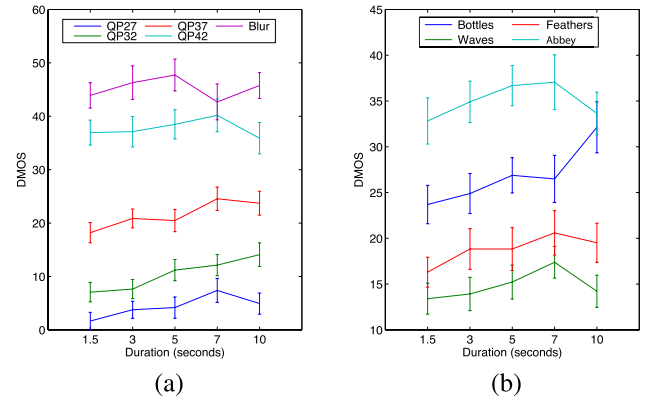 60
50
40
30
20
10
0
DMOS
QP27 QP37 Blur
QP32 QP42
1.5 3 5 7 10
Duration (seconds)
(a)
45
40
35
30
25
20
15
10
DMOS
Bottles Feathers
Waves Abbey
1.5 3 5 7 10
Duration (seconds)
(b)